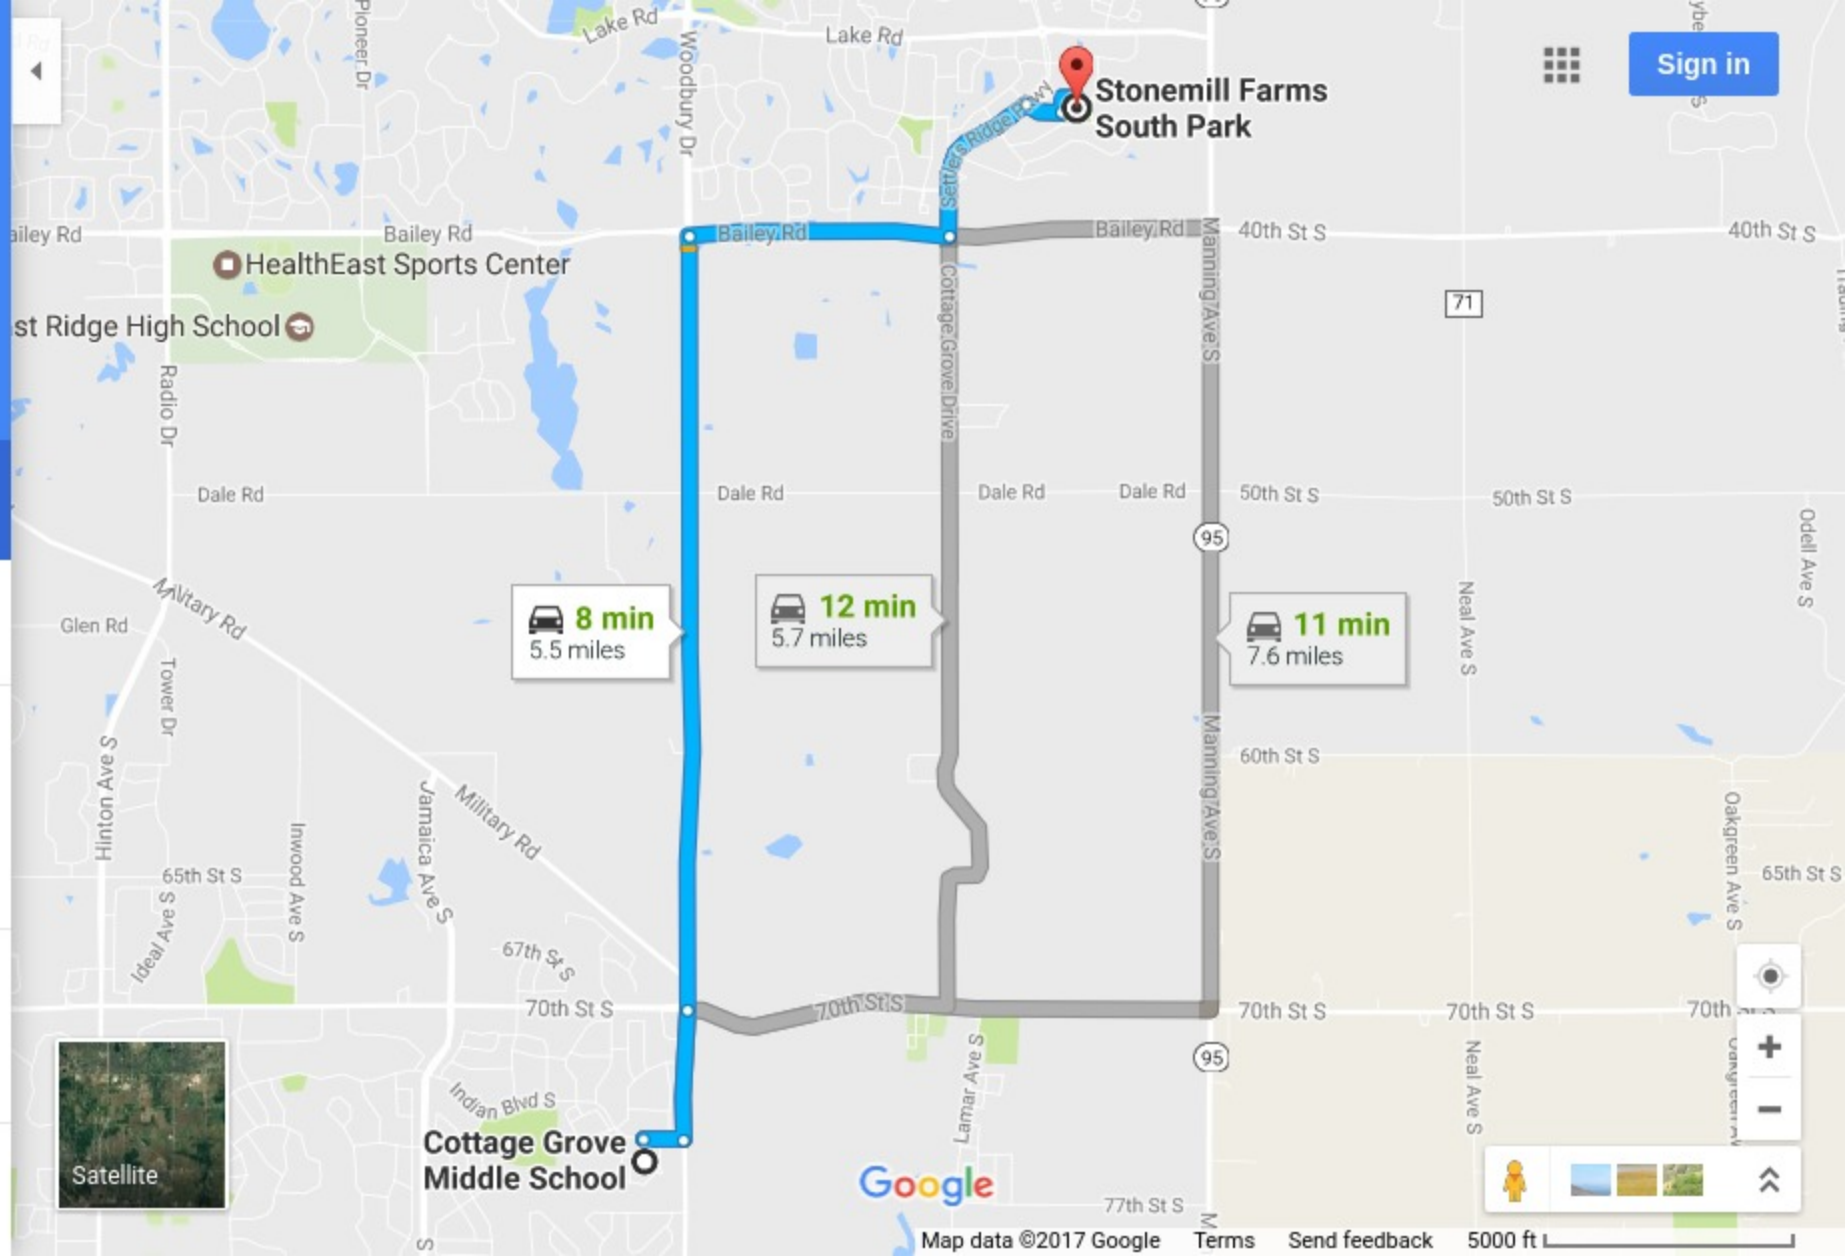 Lake Rd
Lake Rd
Pioneer Dr
Woodbury Dr
Sign in
Stonemill Farms
South Park
Settlers Ridge Pkwy
ailey Rd
Bailey Rd
Bailey Rd
Bailey Rd
40th St S
40th St S
HealthEast Sports Center
71
st Ridge High School
Radio Dr
Cottage Grove Drive
Manning Ave S
Dale Rd
Dale Rd
Dale Rd
Dale Rd
50th St S
50th St S
95
Odell Ave S
Military Rd
Glen Rd
8 min
5.5 miles
12 min
5.7 miles
11 min
7.6 miles
Neal Ave S
Tower Dr
Hinton Ave S
Manning Ave S
60th St S
Jamaica Ave S
Military Rd
Inwood Ave S
Oakgreen Ave S
65th St S
65th St S
Ideal Ave S
67th St S
70th St S
70th St S
70th St S
70th St S
70th
95
Lamar Ave S
Neal Ave S
Indian Blvd S
Cottage Grove
Middle School
Satellite
Google
77th St S
Map data ©2017 Google
Terms
Send feedback
5000 ft